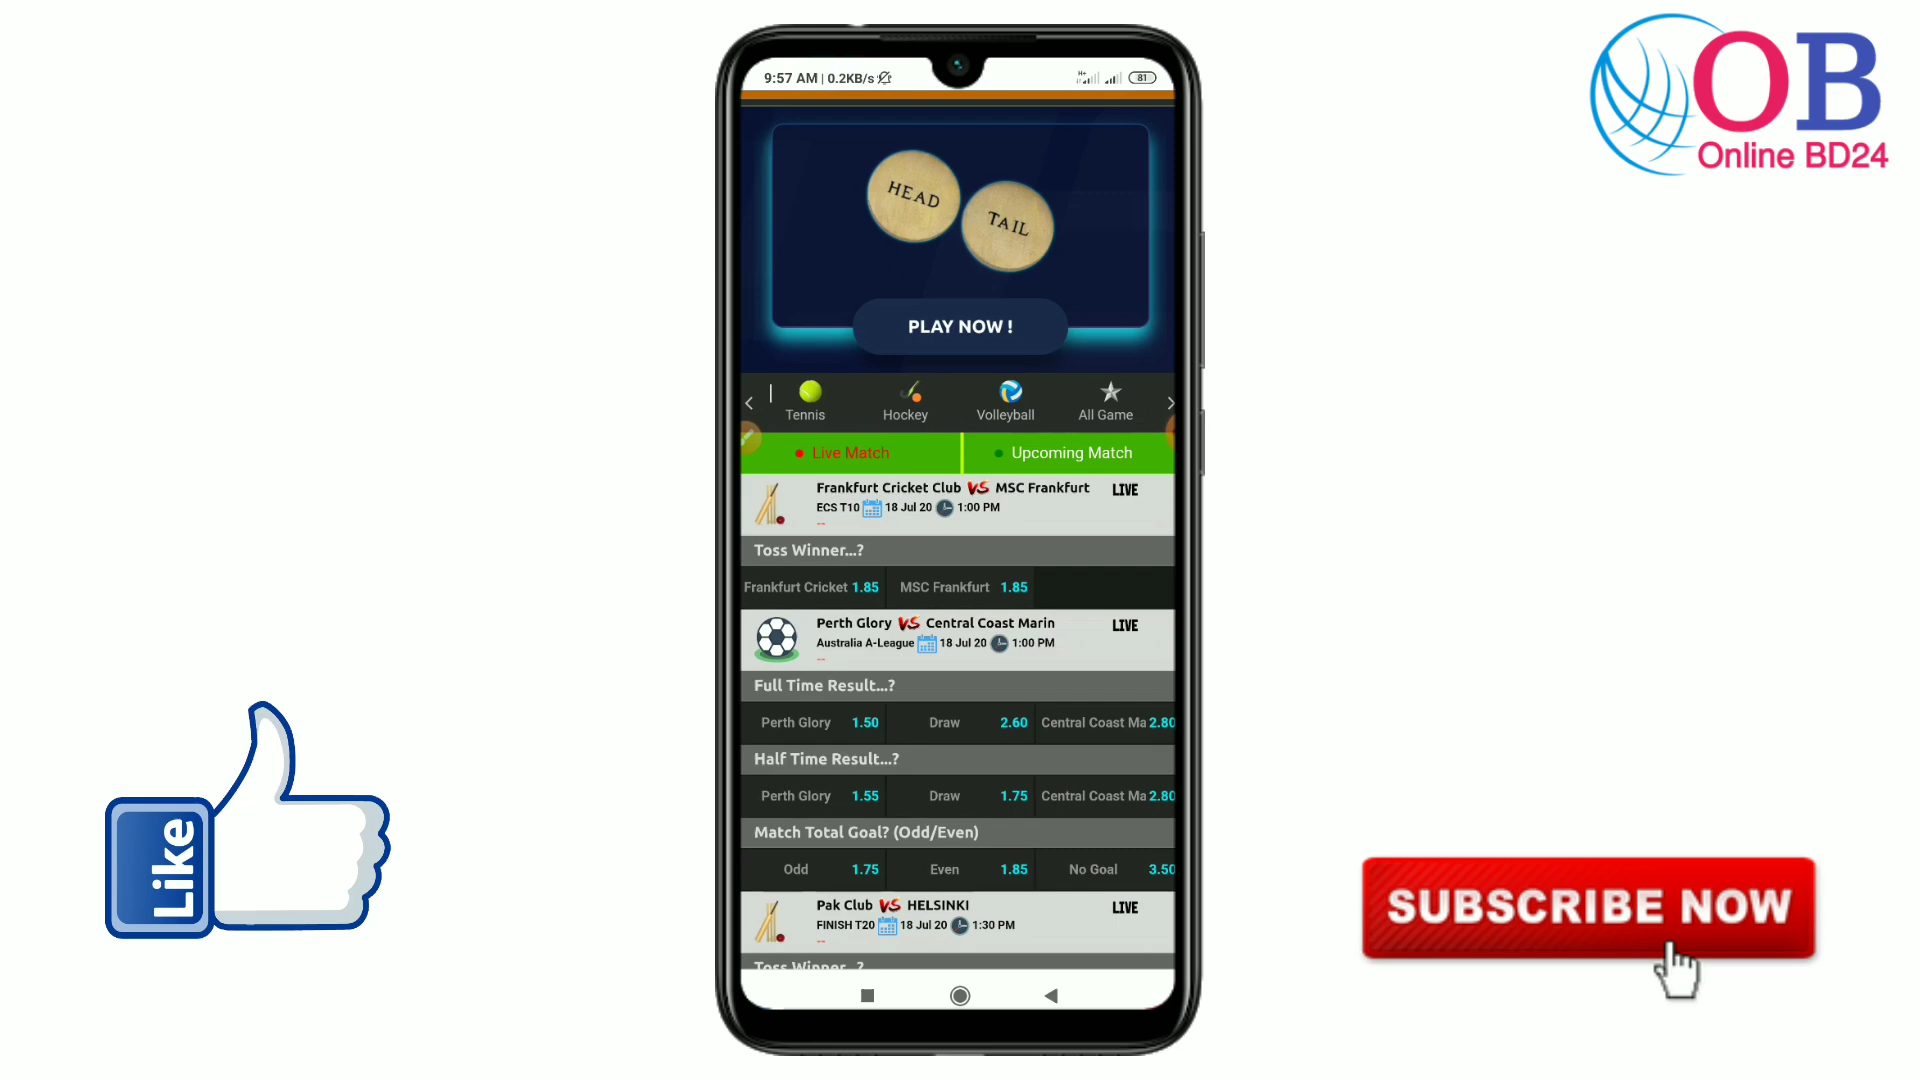 9:57 AM | 0.2KB/s
81
HEAD
TAIL
PLAY NOW !
Tennis
Hockey
Volleyball
All Game
Live Match
Upcoming Match
Frankfurt Cricket Club VS MSC Frankfurt LIVE
ECS T10 18 Jul 20 1:00 PM
--
Toss Winner...?
Frankfurt Cricket 1.85 MSC Frankfurt 1.85
Perth Glory VS Central Coast Marin LIVE
Australia A-League 18 Jul 20 1:00 PM
--
Full Time Result...?
Perth Glory 1.50 Draw 2.60 Central Coast Ma 2.80
Half Time Result...?
Perth Glory 1.55 Draw 1.75 Central Coast Ma 2.80
Match Total Goal? (Odd/Even)
Odd 1.75 Even 1.85 No Goal 3.50
Pak Club VS HELSINKI LIVE
FINISH T20 18 Jul 20 1:30 PM
--
Toss Winner...?
OB
Online BD24
Like
SUBSCRIBE NOW